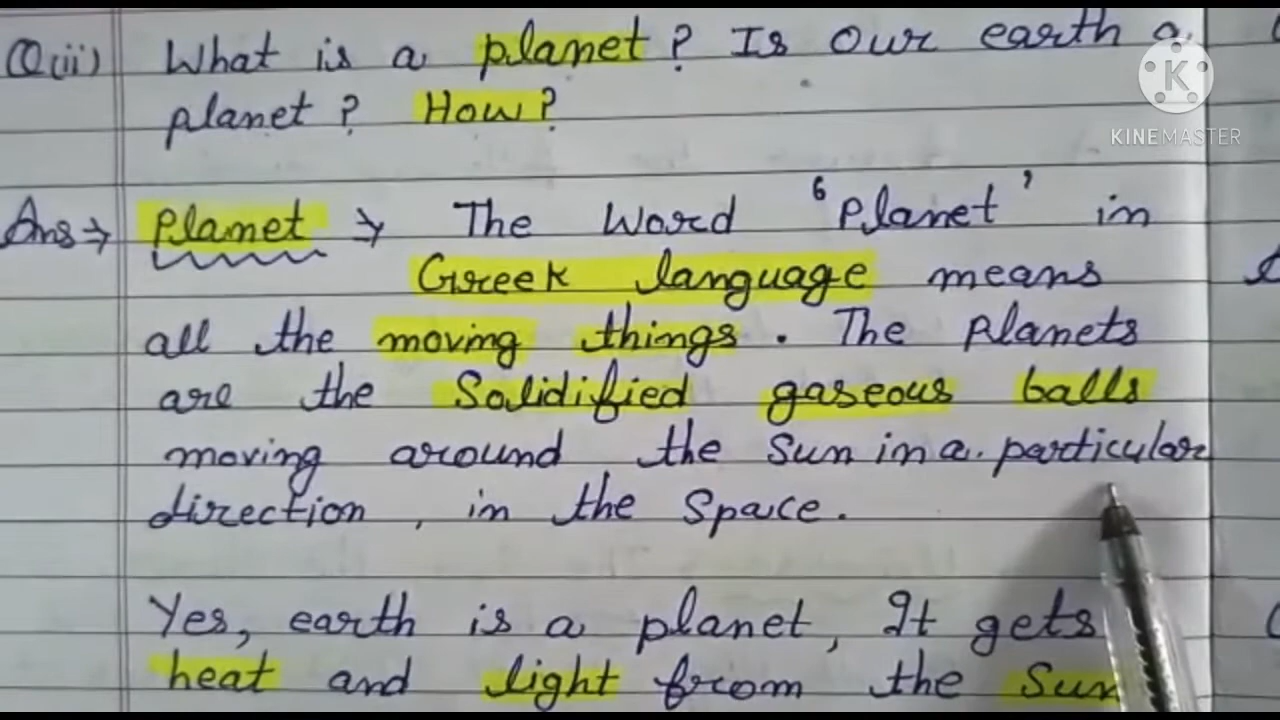 Q(ii) What is a planet? Is Our earth a
planet? How?
KINEMASTER
Ans→ Planet → The Word 'Planet' in
Greek language means
all the moving things. The Planets
are the Solidified gaseous balls
moving around the Sun in a particular
direction, in the Space.
Yes, earth is a planet, It gets
heat and light from the Sun